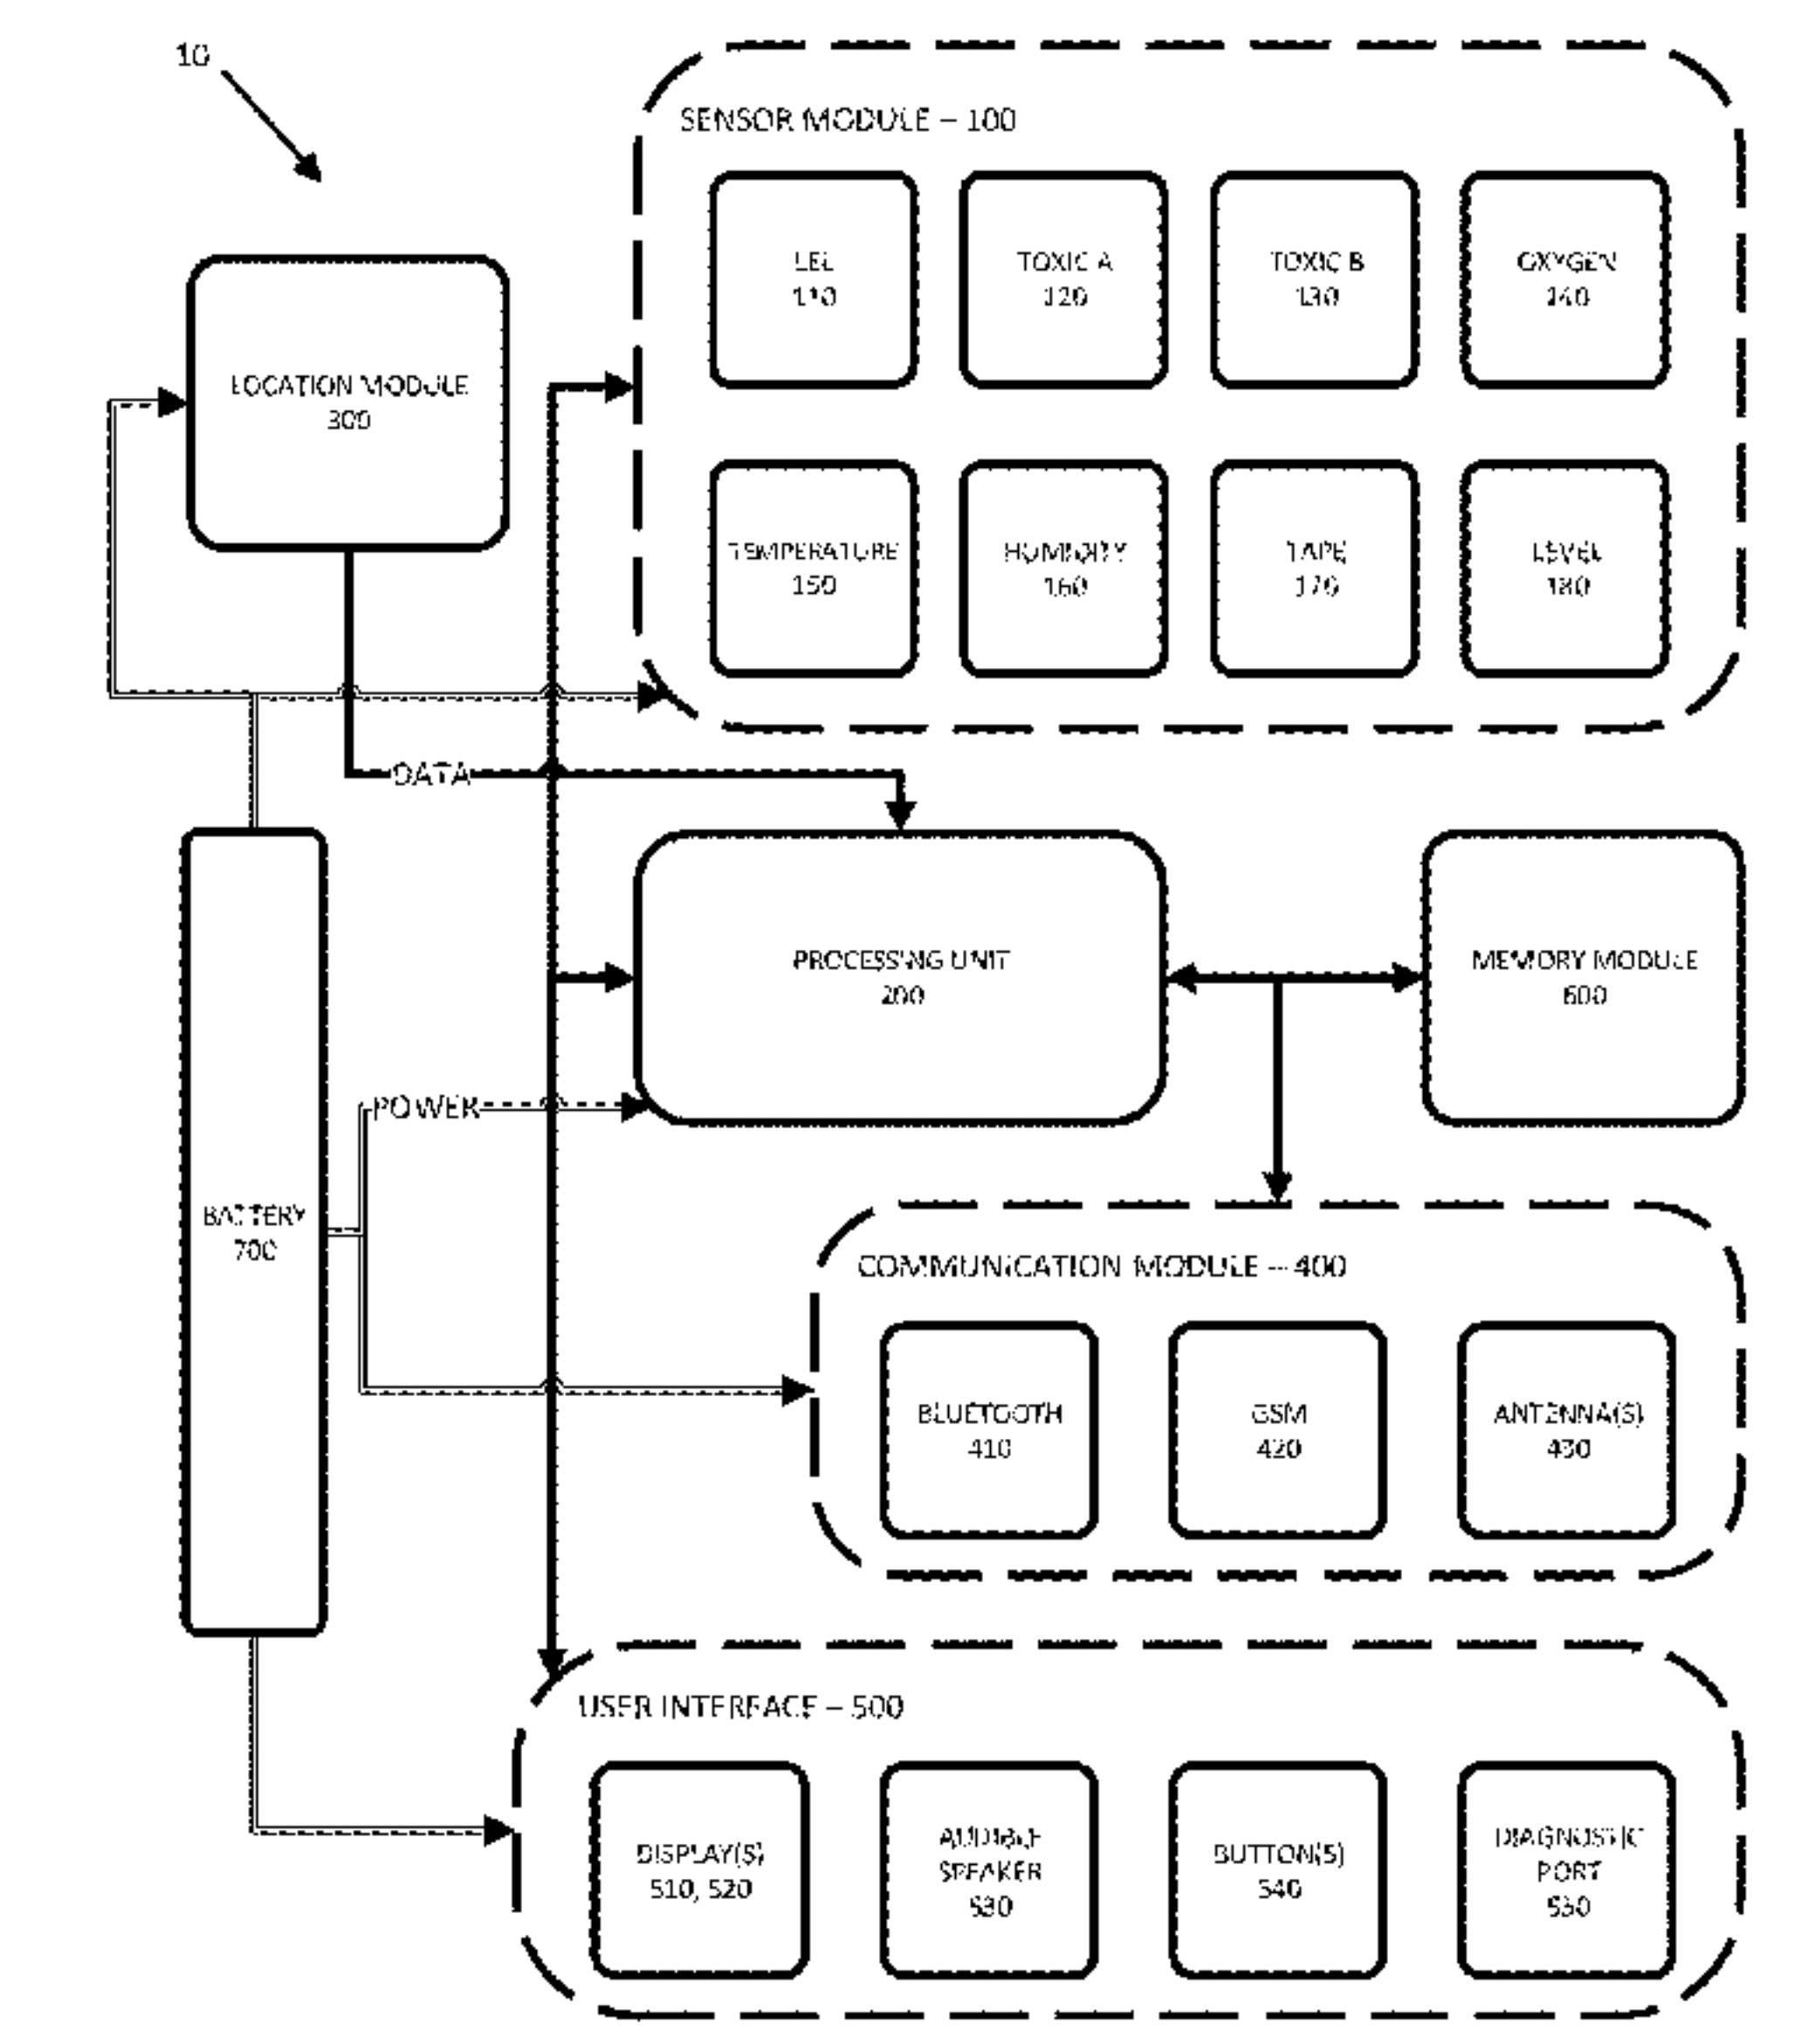 10
SENSOR MODULE – 100
LEL
110
TOXIC A
120
TOXIC B
130
OXYGEN
140
LOCATION MODULE
300
TEMPERATURE
150
HUMIDITY
160
TAPE
170
LEVEL
180
DATA
PROCESSING UNIT
200
MEMORY MODULE
600
POWER
BATTERY
700
COMMUNICATION MODULE – 400
BLUETOOTH
410
GSM
420
ANTENNA(S)
430
USER INTERFACE – 500
DISPLAY(S)
510, 520
AUDIBLE
SPEAKER
530
BUTTON(S)
540
DIAGNOSTIC
PORT
550